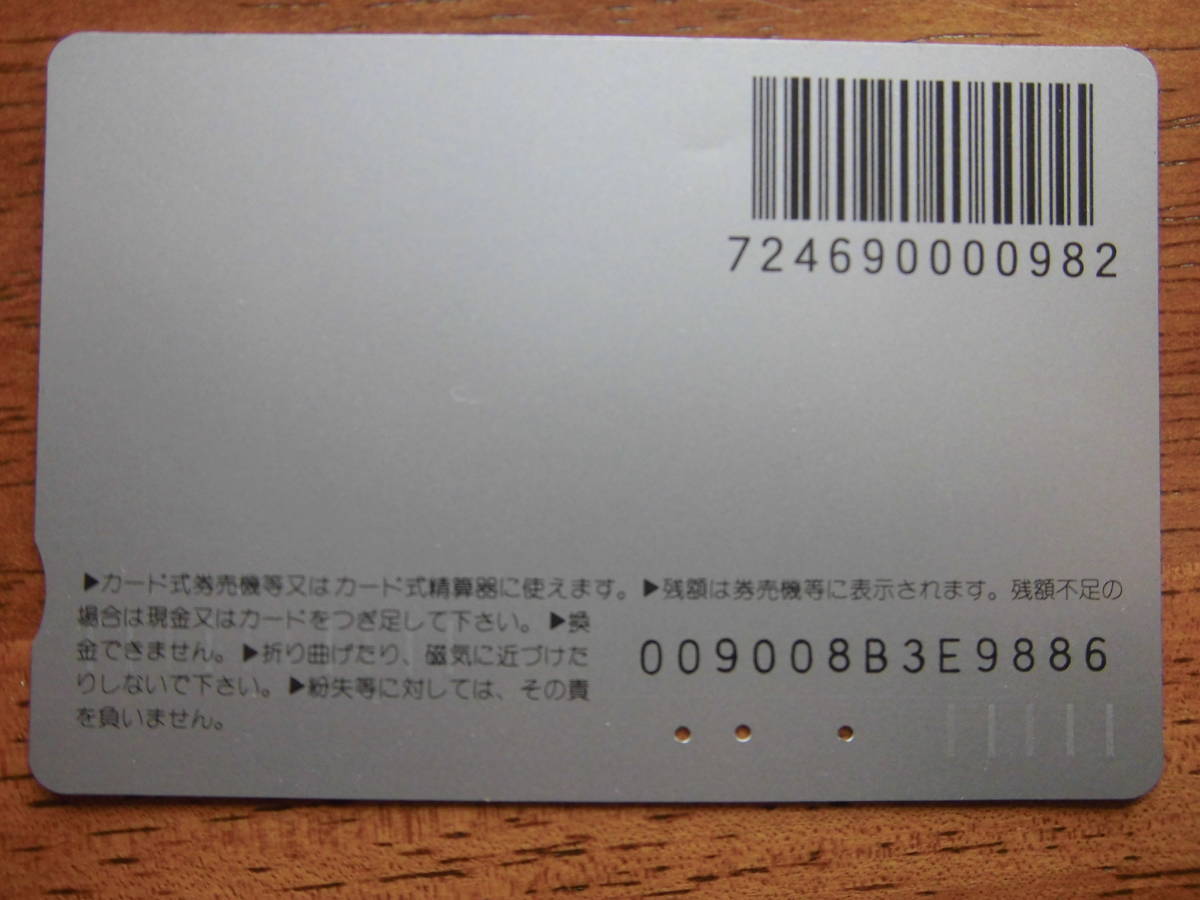 724690000982
▶カード式券売機等又はカード式精算器に使えます。▶残額は券売機等に表示されます。残額不足の
場合は現金又はカードをつぎ足して下さい。▶換
金できません。▶折り曲げたり、磁気に近づけた
りしないで下さい。▶紛失等に対しては、その責
を負いません。
009008B3E9886